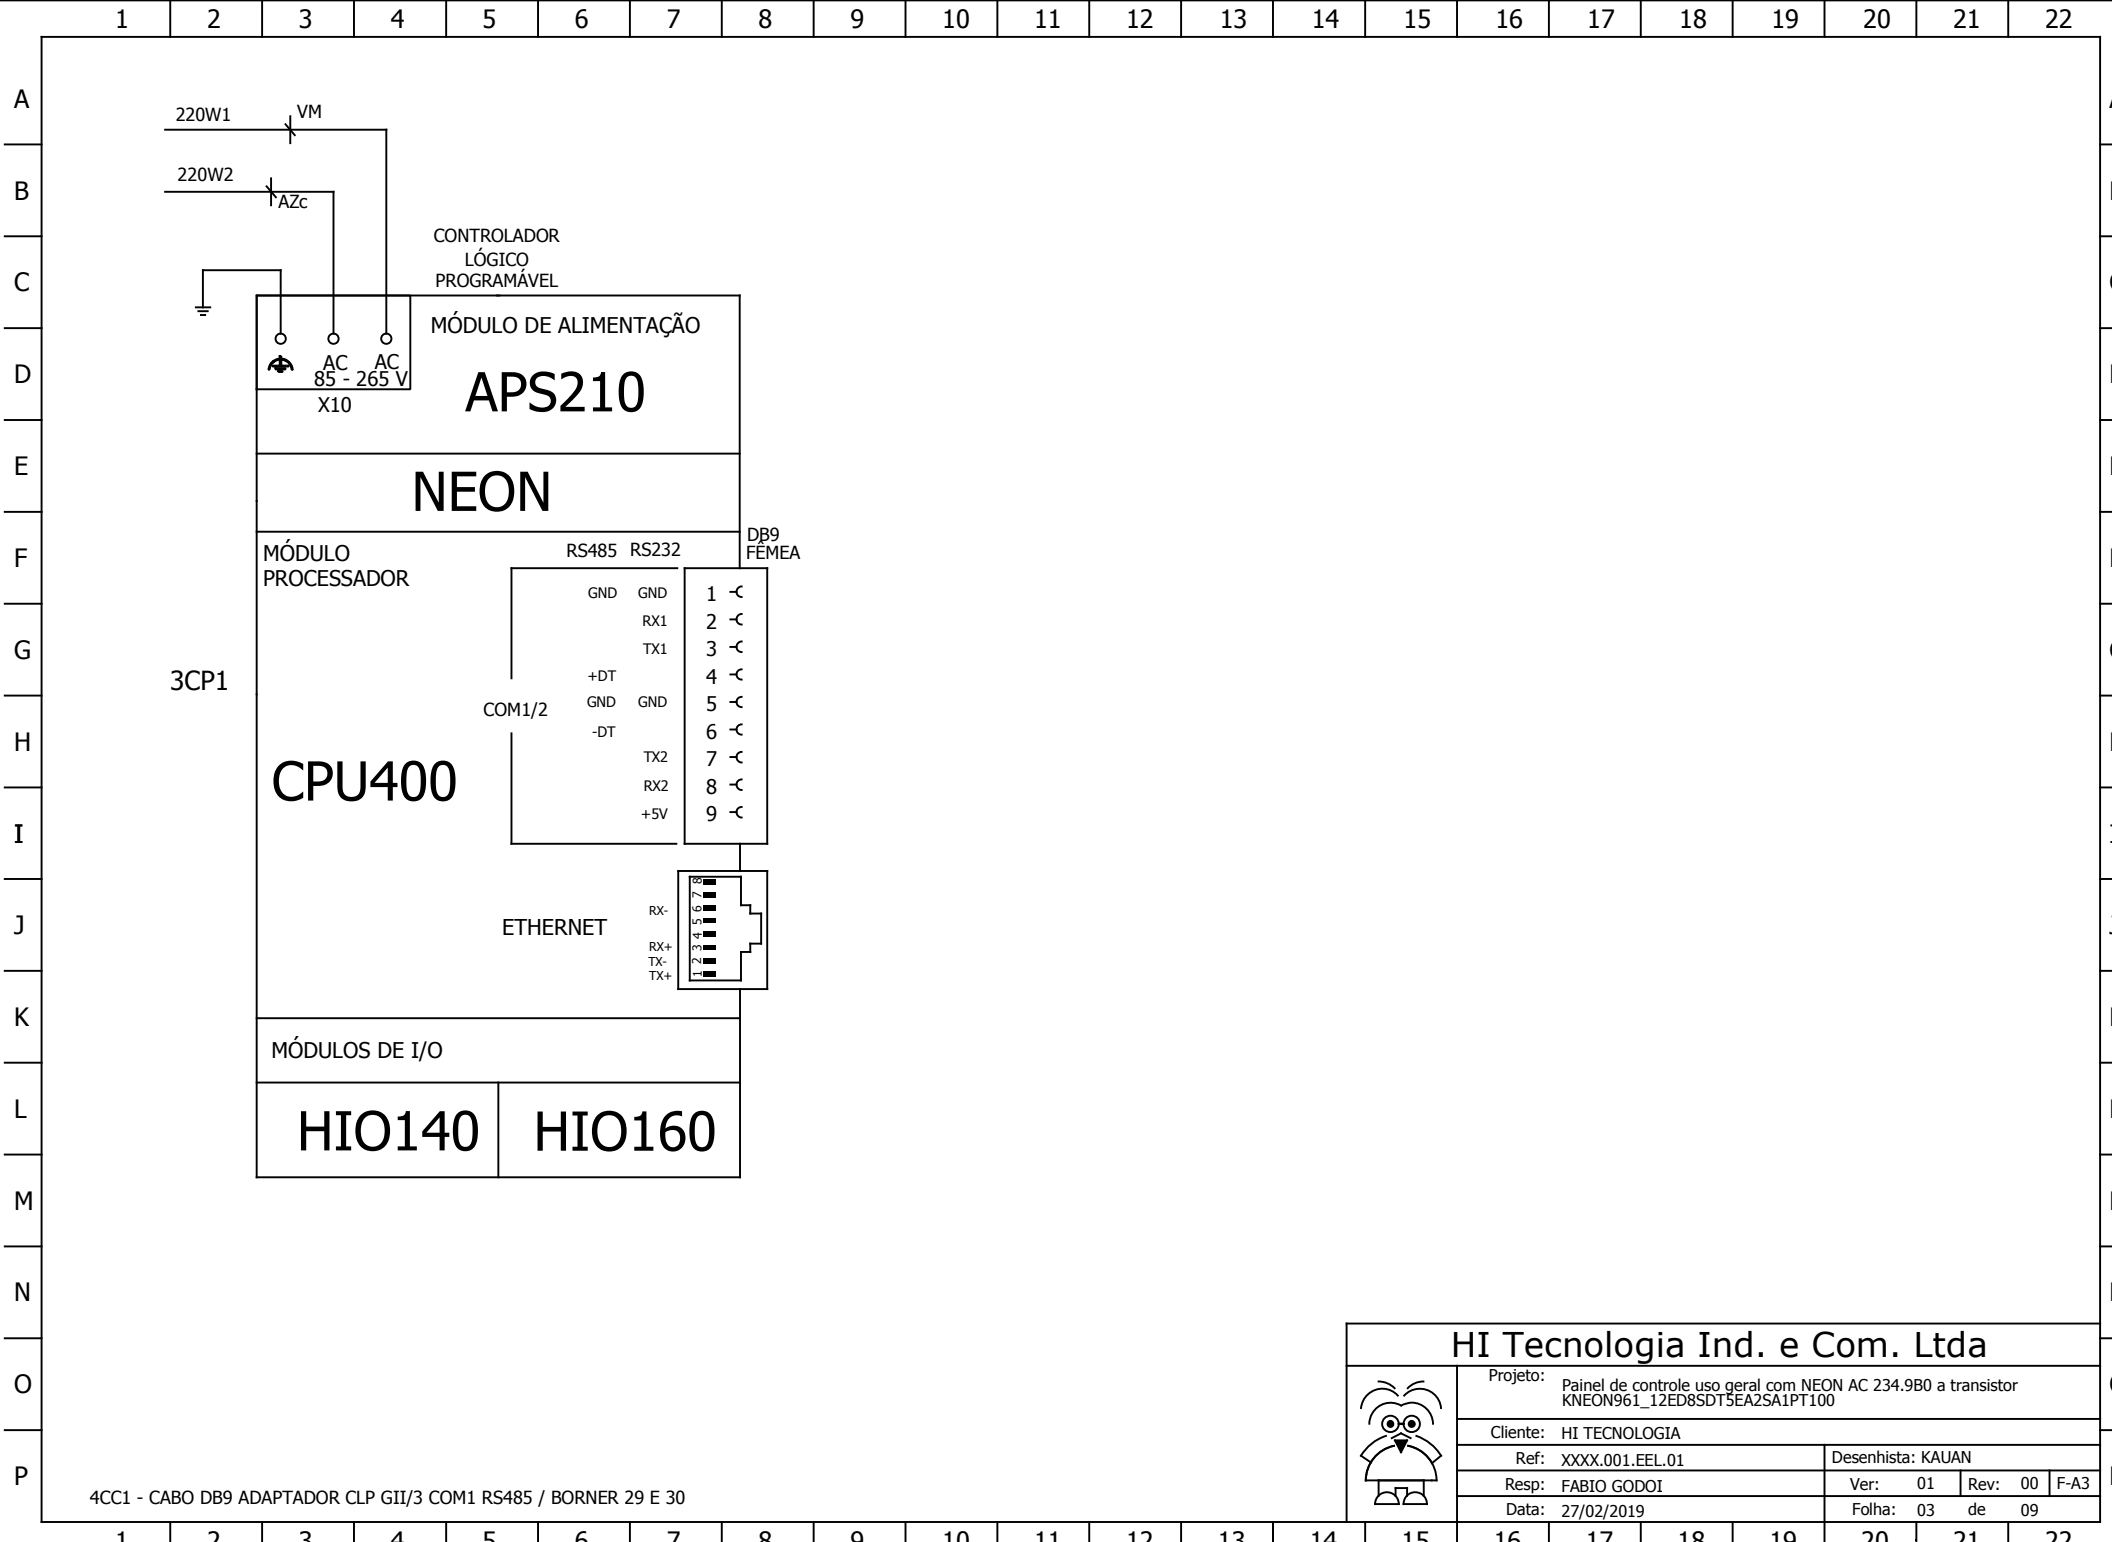 1 2 3 4 5 6 7 8 9 10 11 12 13 14 15 16 17 18 19 20 21 22
A
B
C
D
E
F
G
H
I
J
K
L
M
N
O
P
220W1
VM
220W2
AZc
CONTROLADOR
LÓGICO
PROGRAMÁVEL
MÓDULO DE ALIMENTAÇÃO
APS210
AC AC
85 - 265 V
X10
NEON
MÓDULO
PROCESSADOR
RS485 RS232
DB9
FÊMEA
GND GND 1
RX1 2
TX1 3
+DT 4
GND GND 5
-DT 6
TX2 7
RX2 8
+5V 9
COM1/2
3CP1
CPU400
ETHERNET
RX-
RX+
TX-
TX+
1 2 3 4 5 6 7 8
MÓDULOS DE I/O
HIO140 HIO160
4CC1 - CABO DB9 ADAPTADOR CLP GII/3 COM1 RS485 / BORNER 29 E 30
HI Tecnologia Ind. e Com. Ltda
Projeto: Painel de controle uso geral com NEON AC 234.9B0 a transistor
KNEON961_12ED8SDT5EA2SA1PT100
Cliente: HI TECNOLOGIA
Ref: XXXX.001.EEL.01 Desenhista: KAUAN
Resp: FABIO GODOI Ver: 01 Rev: 00 F-A3
Data: 27/02/2019 Folha: 03 de 09
1 2 3 4 5 6 7 8 9 10 11 12 13 14 15 16 17 18 19 20 21 22